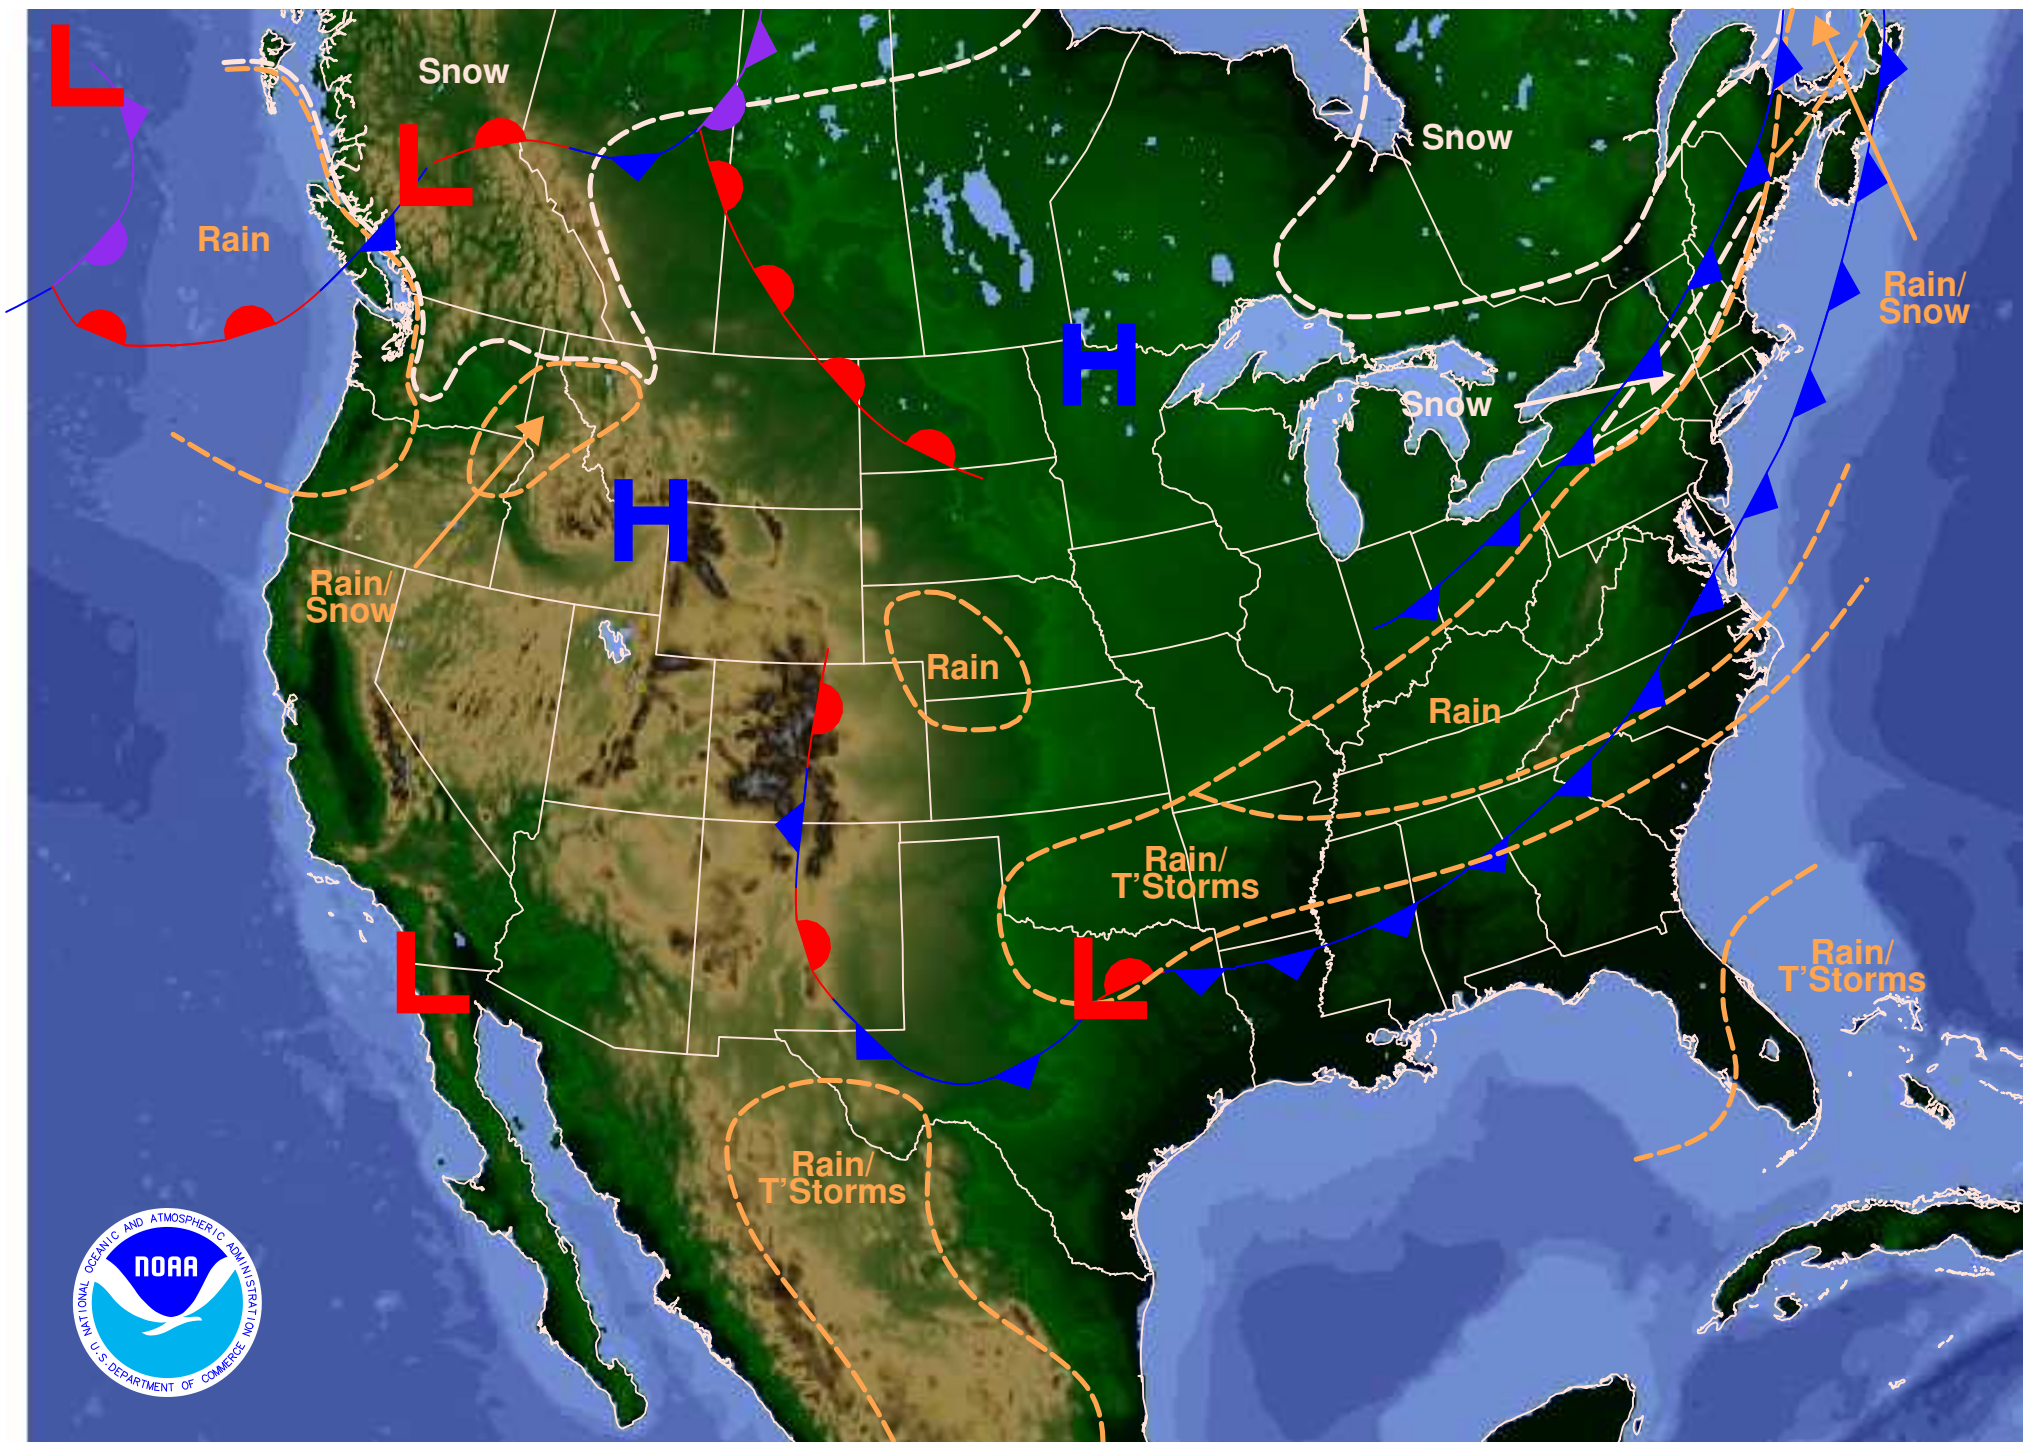 L
Snow
L
Snow
Rain
Rain/
Snow
H
Snow
H
Rain/
Snow
Rain
Rain
Rain/
T'Storms
L
L
Rain/
T'Storms
Rain/
T'Storms
NATIONAL OCEANIC AND ATMOSPHERIC ADMINISTRATION
NOAA
U.S. DEPARTMENT OF COMMERCE